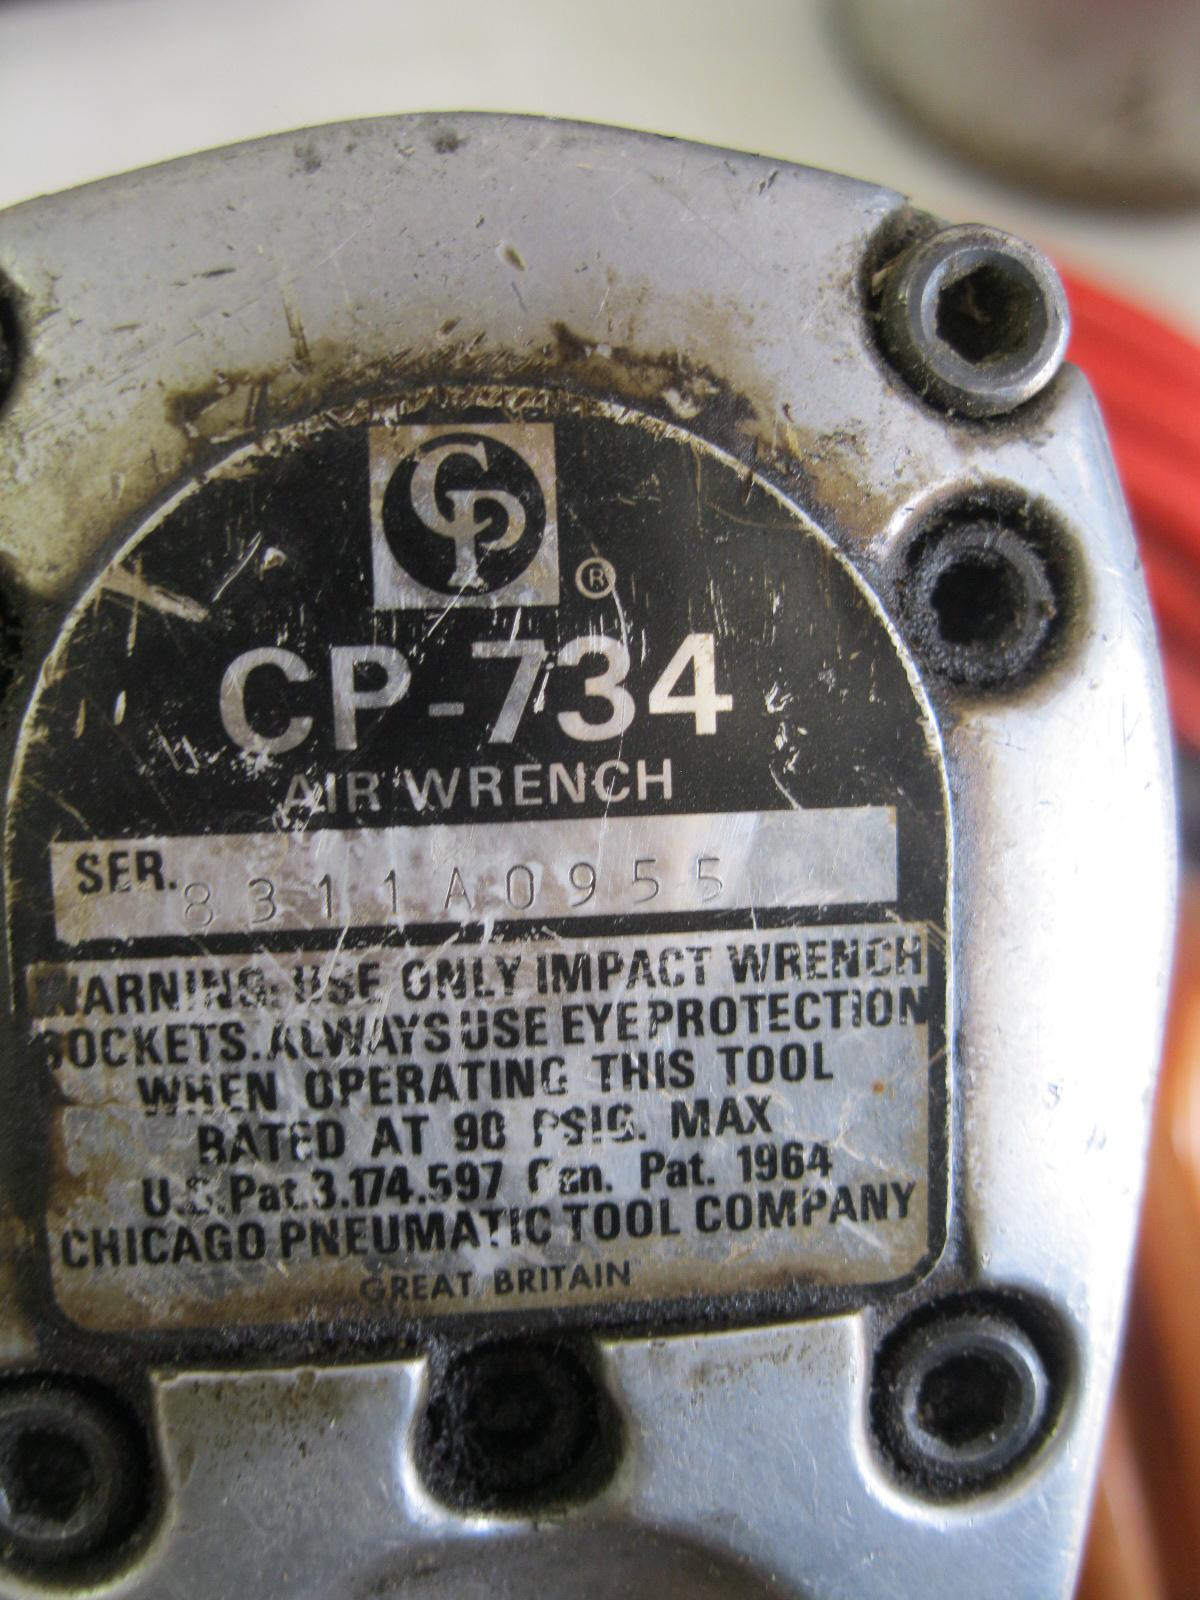 CP
®
CP-734
AIR WRENCH
SER. 8311A0955
WARNING: USE ONLY IMPACT WRENCH
SOCKETS. ALWAYS USE EYE PROTECTION
WHEN OPERATING THIS TOOL
RATED AT 90 PSIG. MAX
U.S. Pat. 3.174.597 Can. Pat. 1964
CHICAGO PNEUMATIC TOOL COMPANY
GREAT BRITAIN